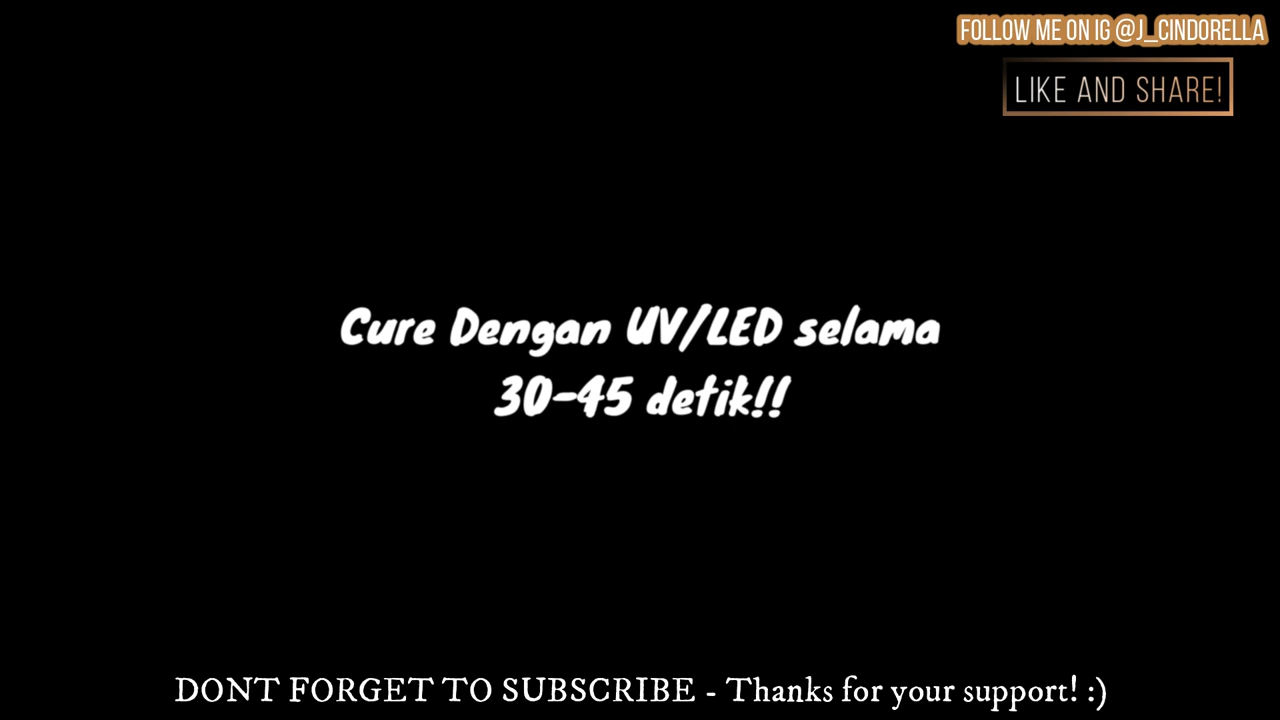 FOLLOW ME ON IG @J_CINDORELLA
LIKE AND SHARE!
Cure Dengan UV/LED selama
30-45 detik!!
DONT FORGET TO SUBSCRIBE - Thanks for your support! :)